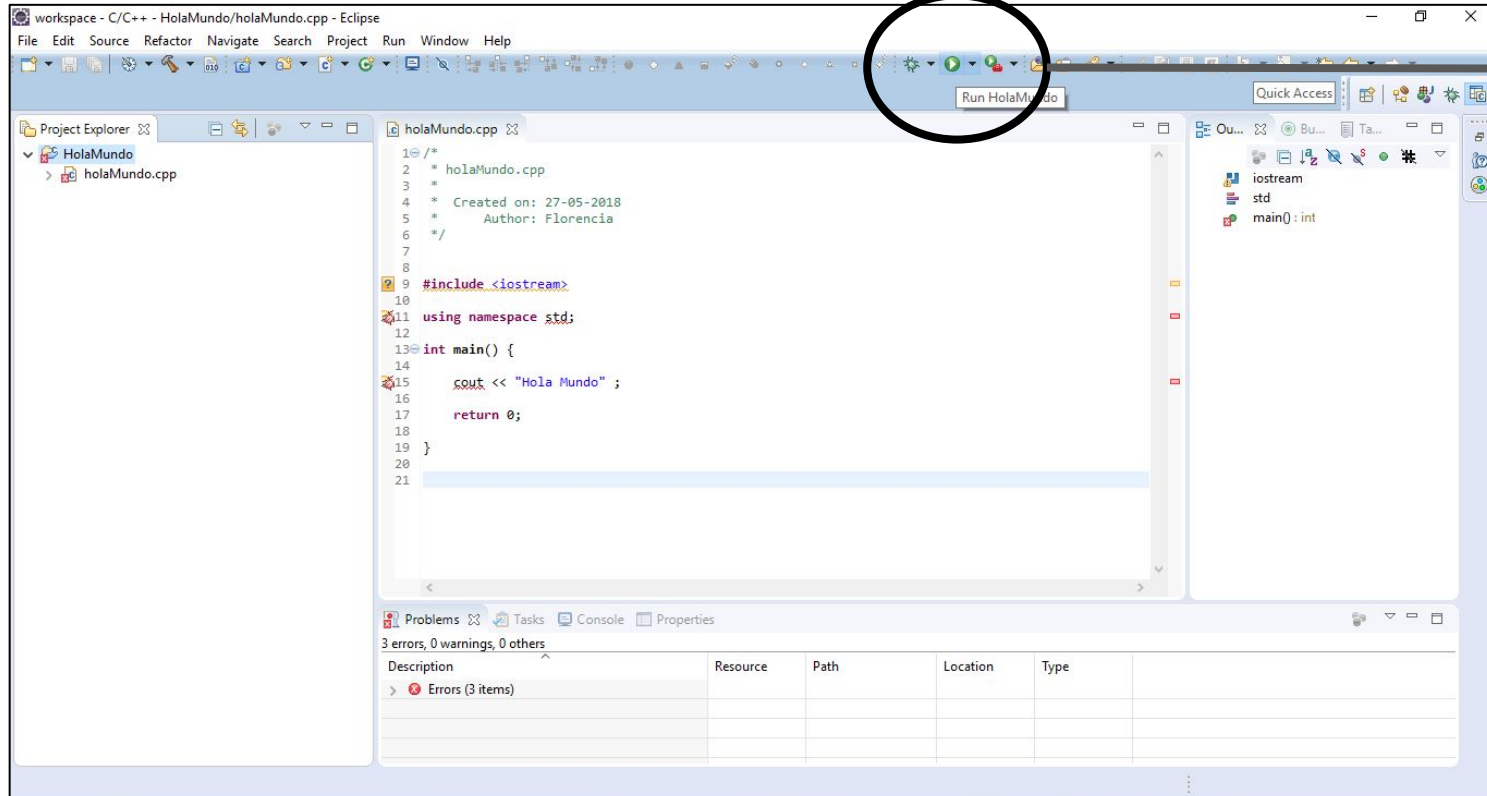 workspace - C/C++ - HolaMundo/holaMundo.cpp - Eclipse
File Edit Source Refactor Navigate Search Project Run Window Help
Run HolaMundo
Quick Access
Project Explorer
HolaMundo
holaMundo.cpp
holaMundo.cpp
1 /*
2 * holaMundo.cpp
3 *
4 * Created on: 27-05-2018
5 * Author: Florencia
6 */
7
8
9 #include <iostream>
10
11 using namespace std;
12
13 int main() {
14
15 cout << "Hola Mundo" ;
16
17 return 0;
18
19 }
20
21
Ou... Bu... Ta...
iostream
std
main() : int
Problems Tasks Console Properties
3 errors, 0 warnings, 0 others
Description Resource Path Location Type
Errors (3 items)